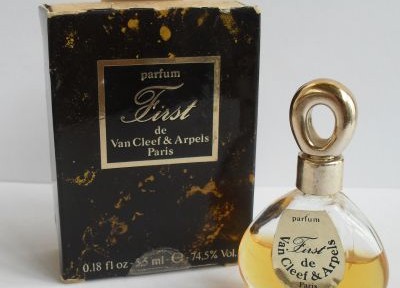 parfum
First
de
Van Cleef & Arpels
Paris
0.18 fl oz - 5.5 ml ℮ - 74,5% Vol.
parfum
First
de
Van Cleef & Arpels
Paris